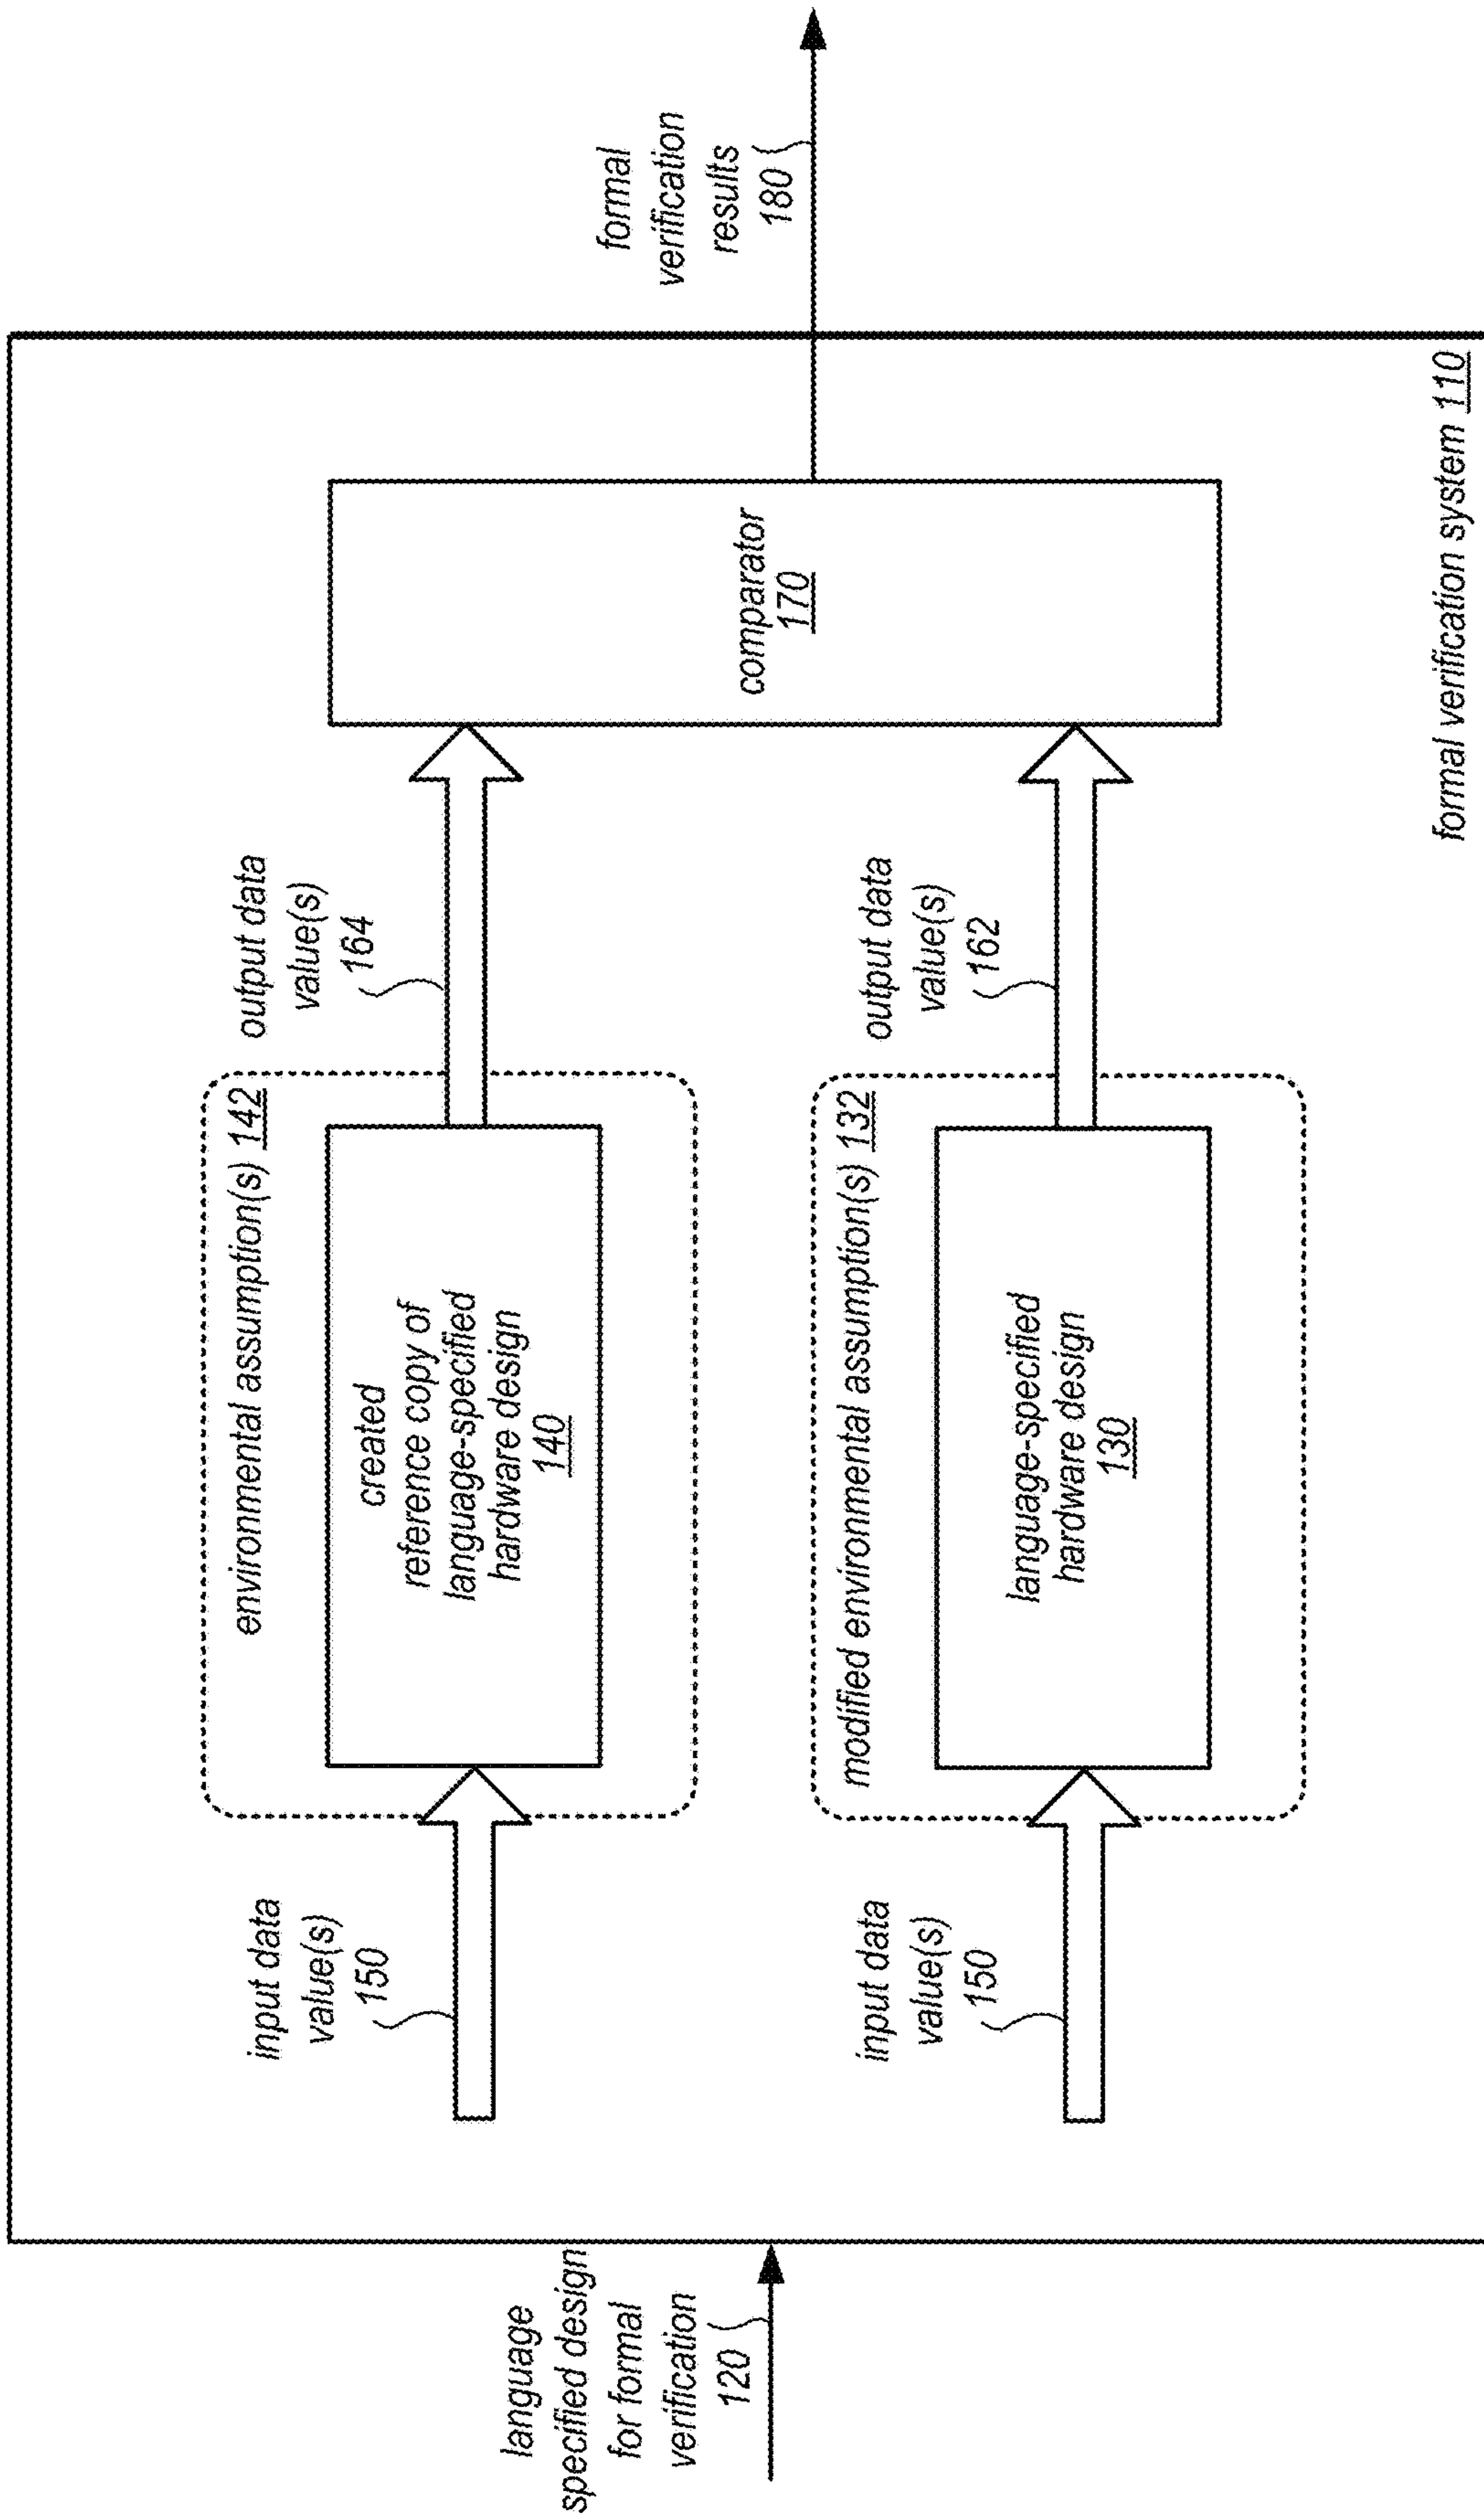 language
specified design
for formal
verification
120
input data
value(s)
150
environmental assumption(s) 142
created
reference copy of
language-specified
hardware design
140
output data
value(s)
164
input data
value(s)
150
modified environmental assumption(s) 132
language-specified
hardware design
130
output data
value(s)
162
comparator
170
formal
verification
results
180
formal verification system 110